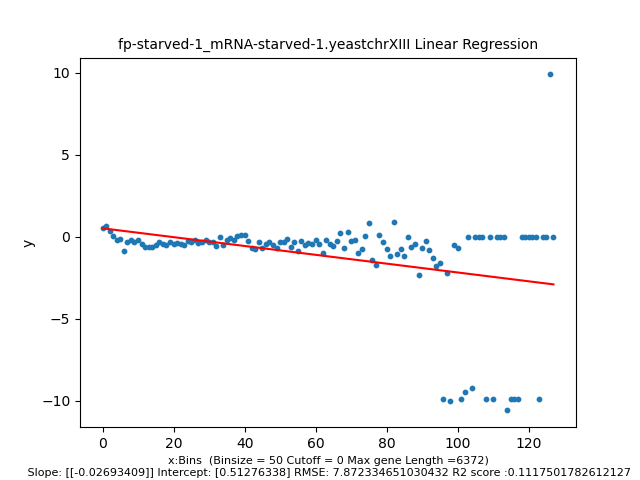 fp-starved-1_mRNA-starved-1.yeastchrXIII Linear Regression
10
5
0
−5
−10
y
0 20 40 60 80 100 120
x:Bins (Binsize = 50 Cutoff = 0 Max gene Length =6372)
Slope: [[-0.02693409]] Intercept: [0.51276338] RMSE: 7.872334651030432 R2 score :0.1117501782612127